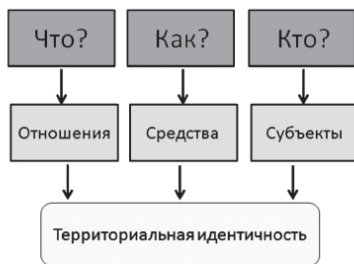 Что? Как? Кто?
Отношения Средства Субъекты
Территориальная идентичность